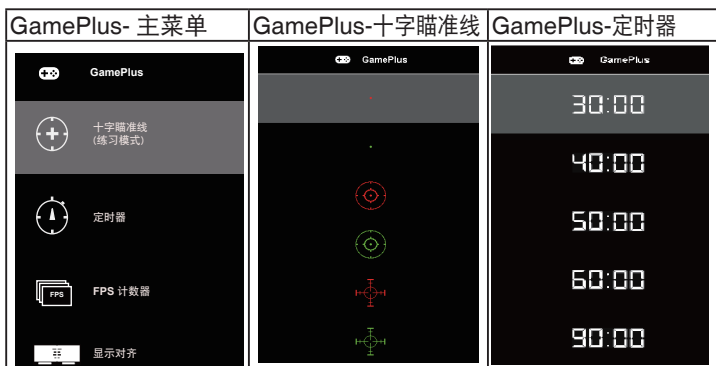 GamePlus- 主菜单
GamePlus-十字瞄准线
GamePlus-定时器
GamePlus
十字瞄准线
(练习模式)
定时器
FPS
FPS 计数器
显示对齐
GamePlus
GamePlus
30:00
40:00
50:00
60:00
90:00